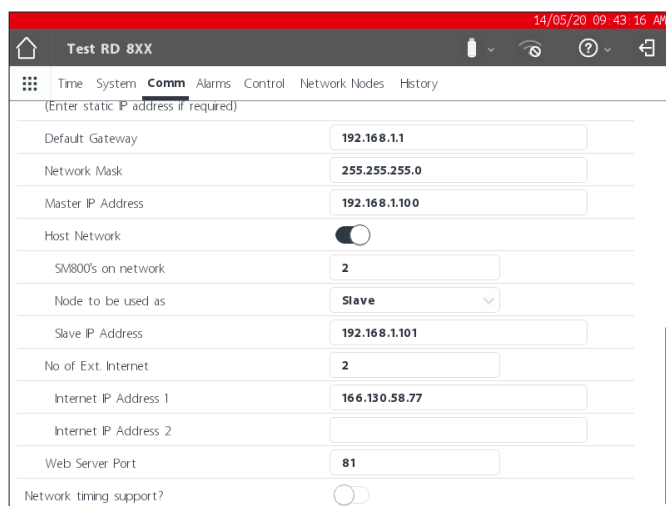 14/05/20 09:43:16 AM
Test RD 8XX
Time System Comm Alarms Control Network Nodes History
(Enter static IP address if required)
Default Gateway 192.168.1.1
Network Mask 255.255.255.0
Master IP Address 192.168.1.100
Host Network
SM800's on network 2
Node to be used as Slave
Slave IP Address 192.168.1.101
No of Ext. Internet 2
Internet IP Address 1 166.130.58.77
Internet IP Address 2
Web Server Port 81
Network timing support?